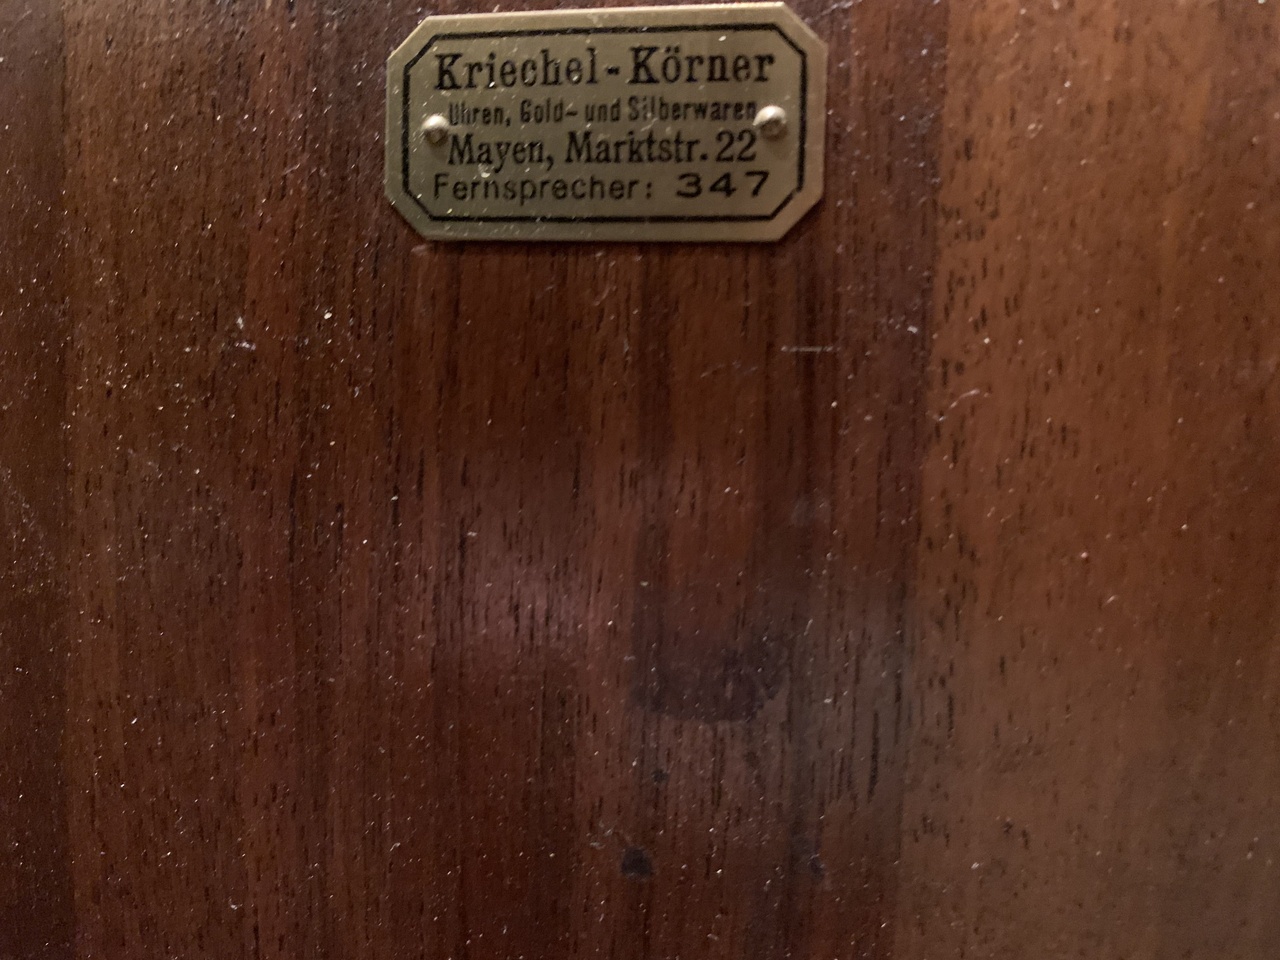 Kriechel-Körner
Uhren, Gold- und Silberwaren
Mayen, Marktstr. 22
Fernsprecher: 347